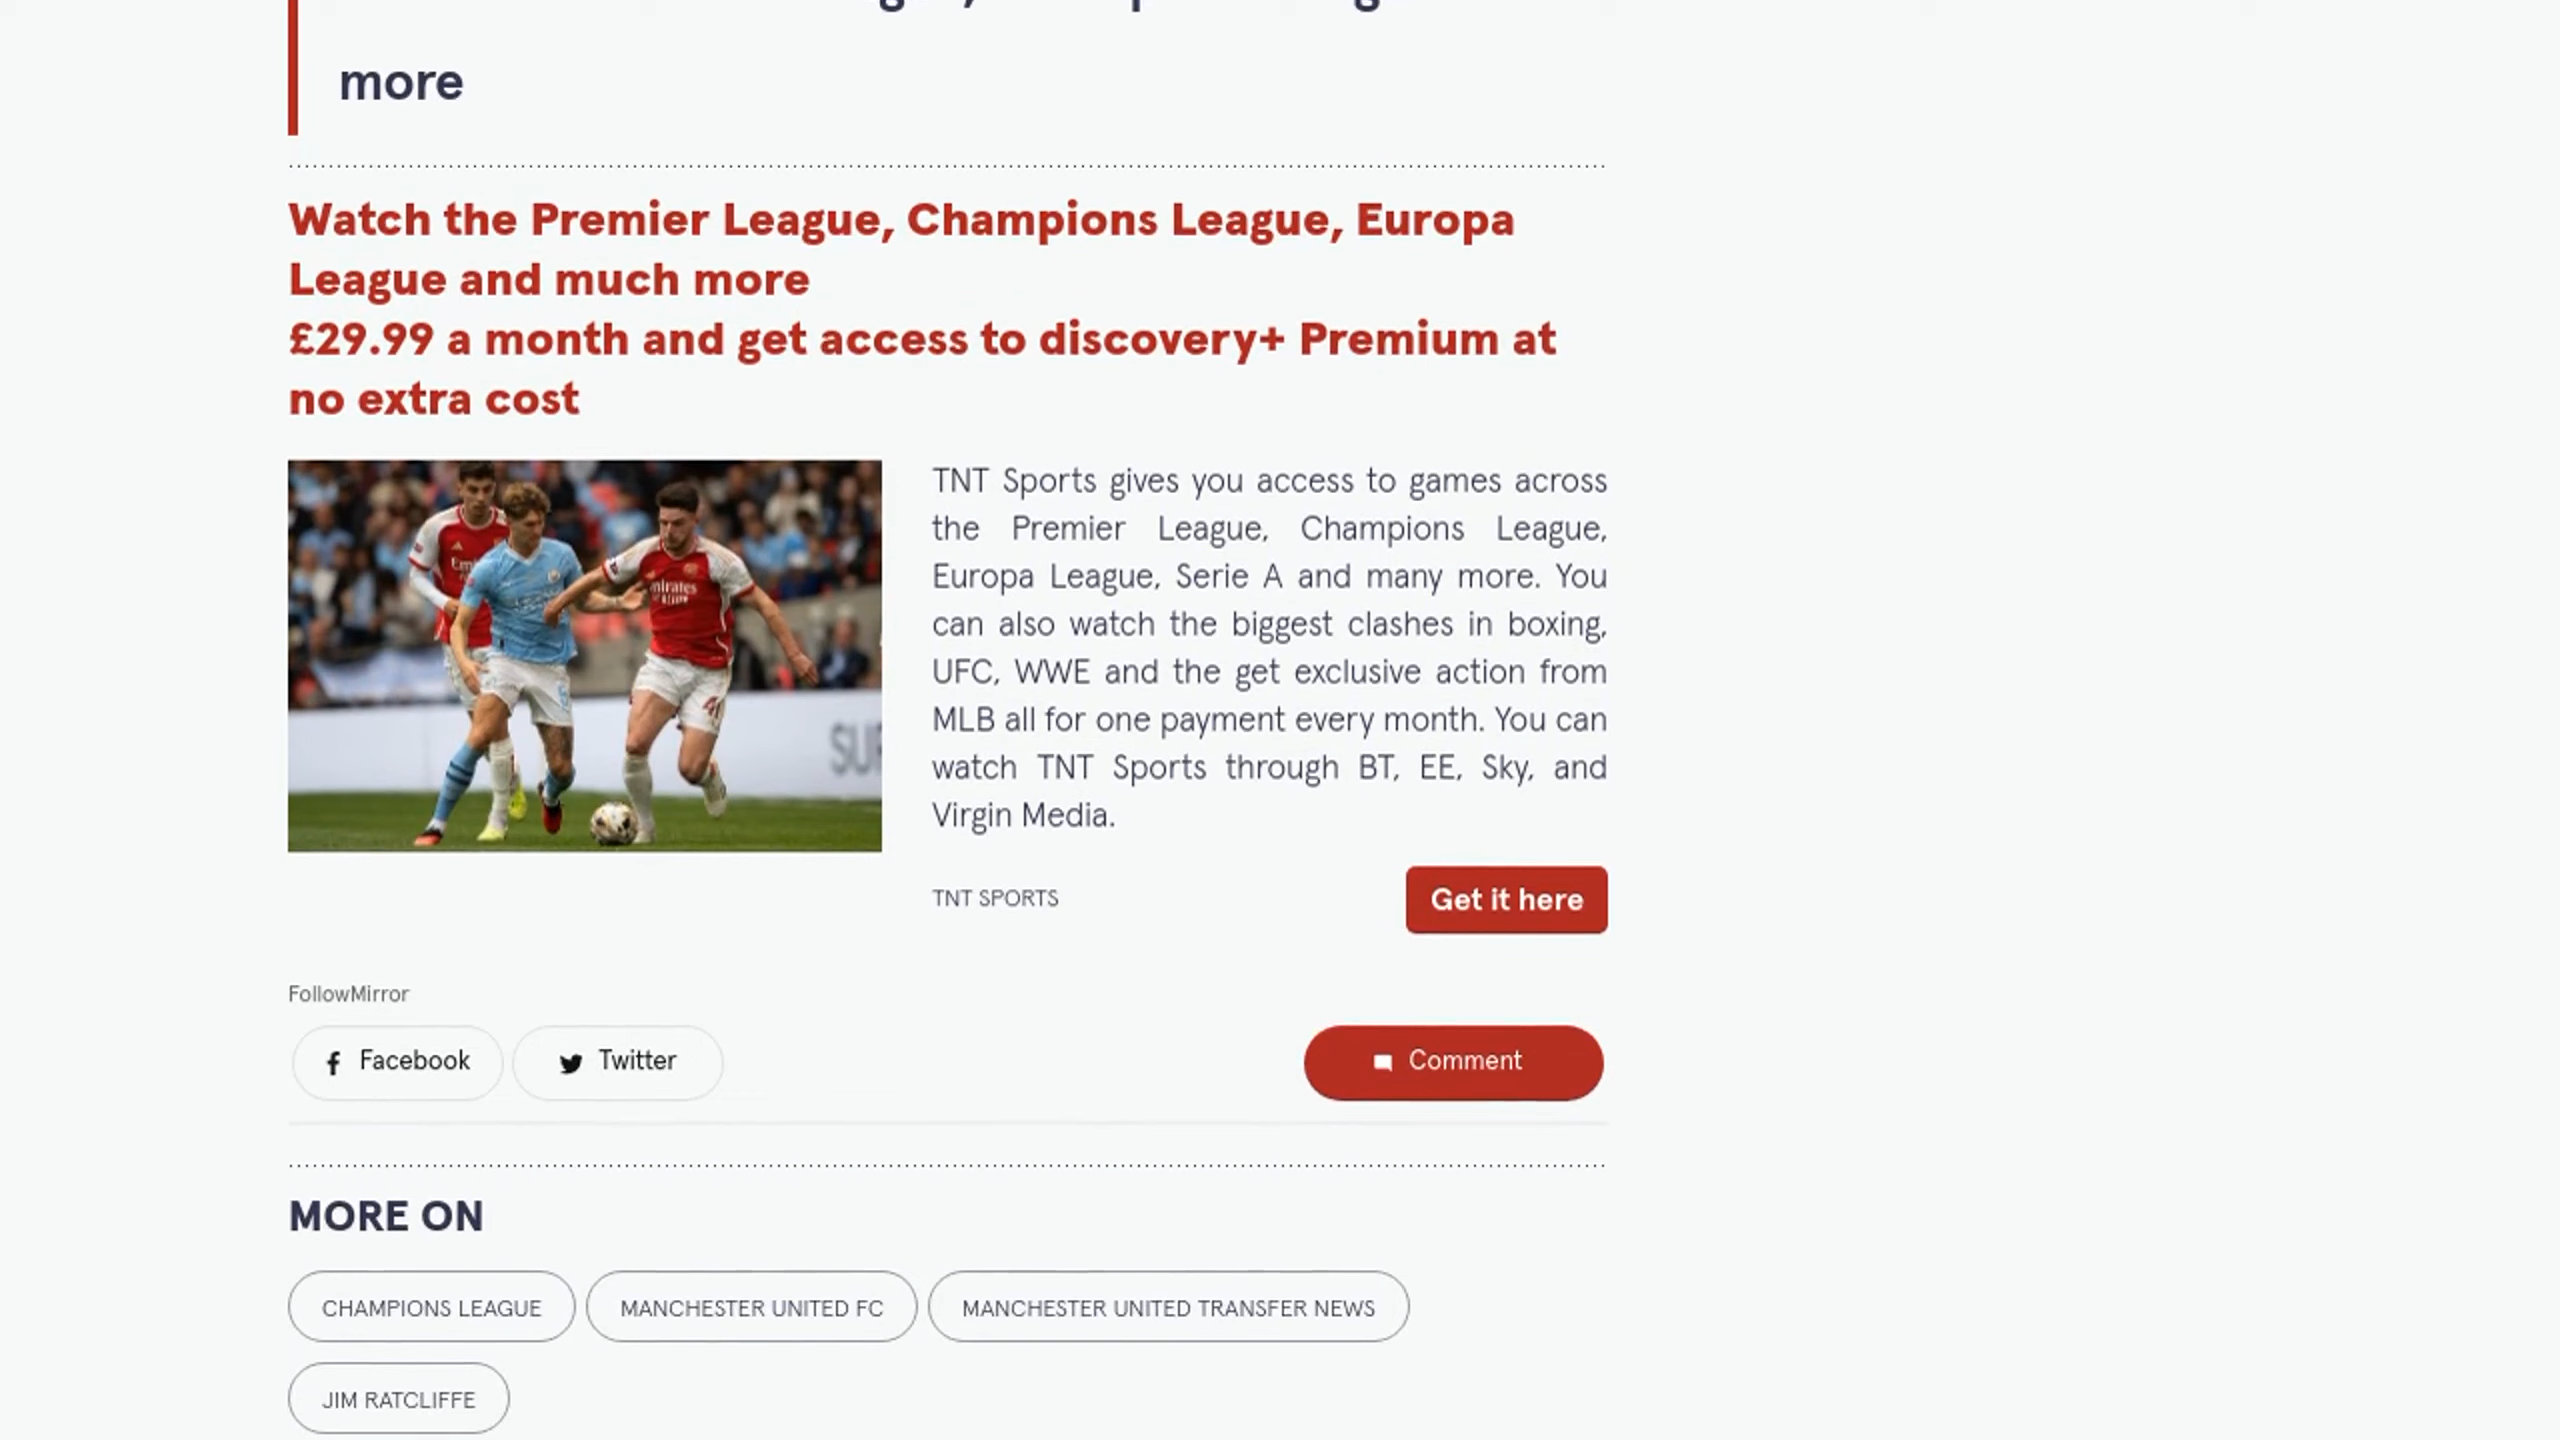 more
Watch the Premier League, Champions League, Europa
League and much more
£29.99 a month and get access to discovery+ Premium at
no extra cost
TNT Sports gives you access to games across
the Premier League, Champions League,
Europa League, Serie A and many more. You
can also watch the biggest clashes in boxing,
UFC, WWE and the get exclusive action from
MLB all for one payment every month. You can
watch TNT Sports through BT, EE, Sky, and
Virgin Media.
TNT SPORTS
Get it here
FollowMirror
Facebook
Twitter
Comment
MORE ON
CHAMPIONS LEAGUE
MANCHESTER UNITED FC
MANCHESTER UNITED TRANSFER NEWS
JIM RATCLIFFE